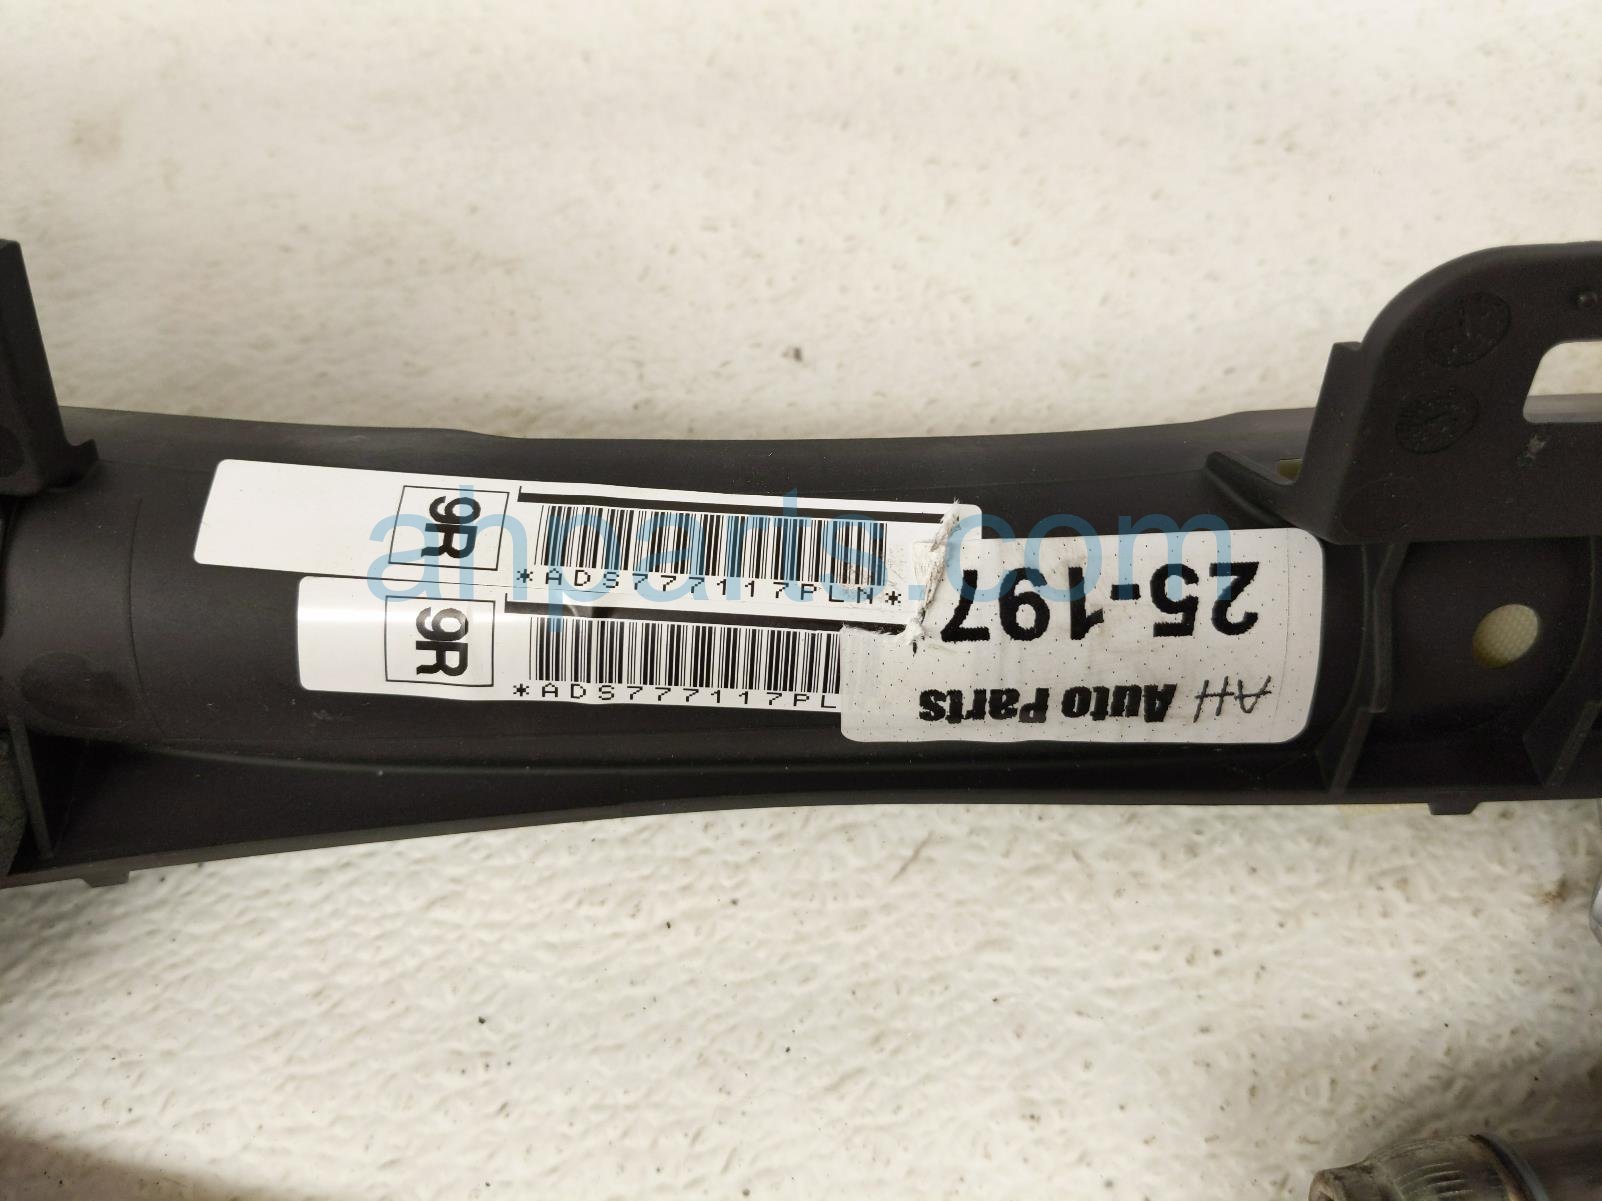 9R
*ADS777117PLN*
9R
*ADS777117PL
25-197
AH Auto Parts
ahparts.com